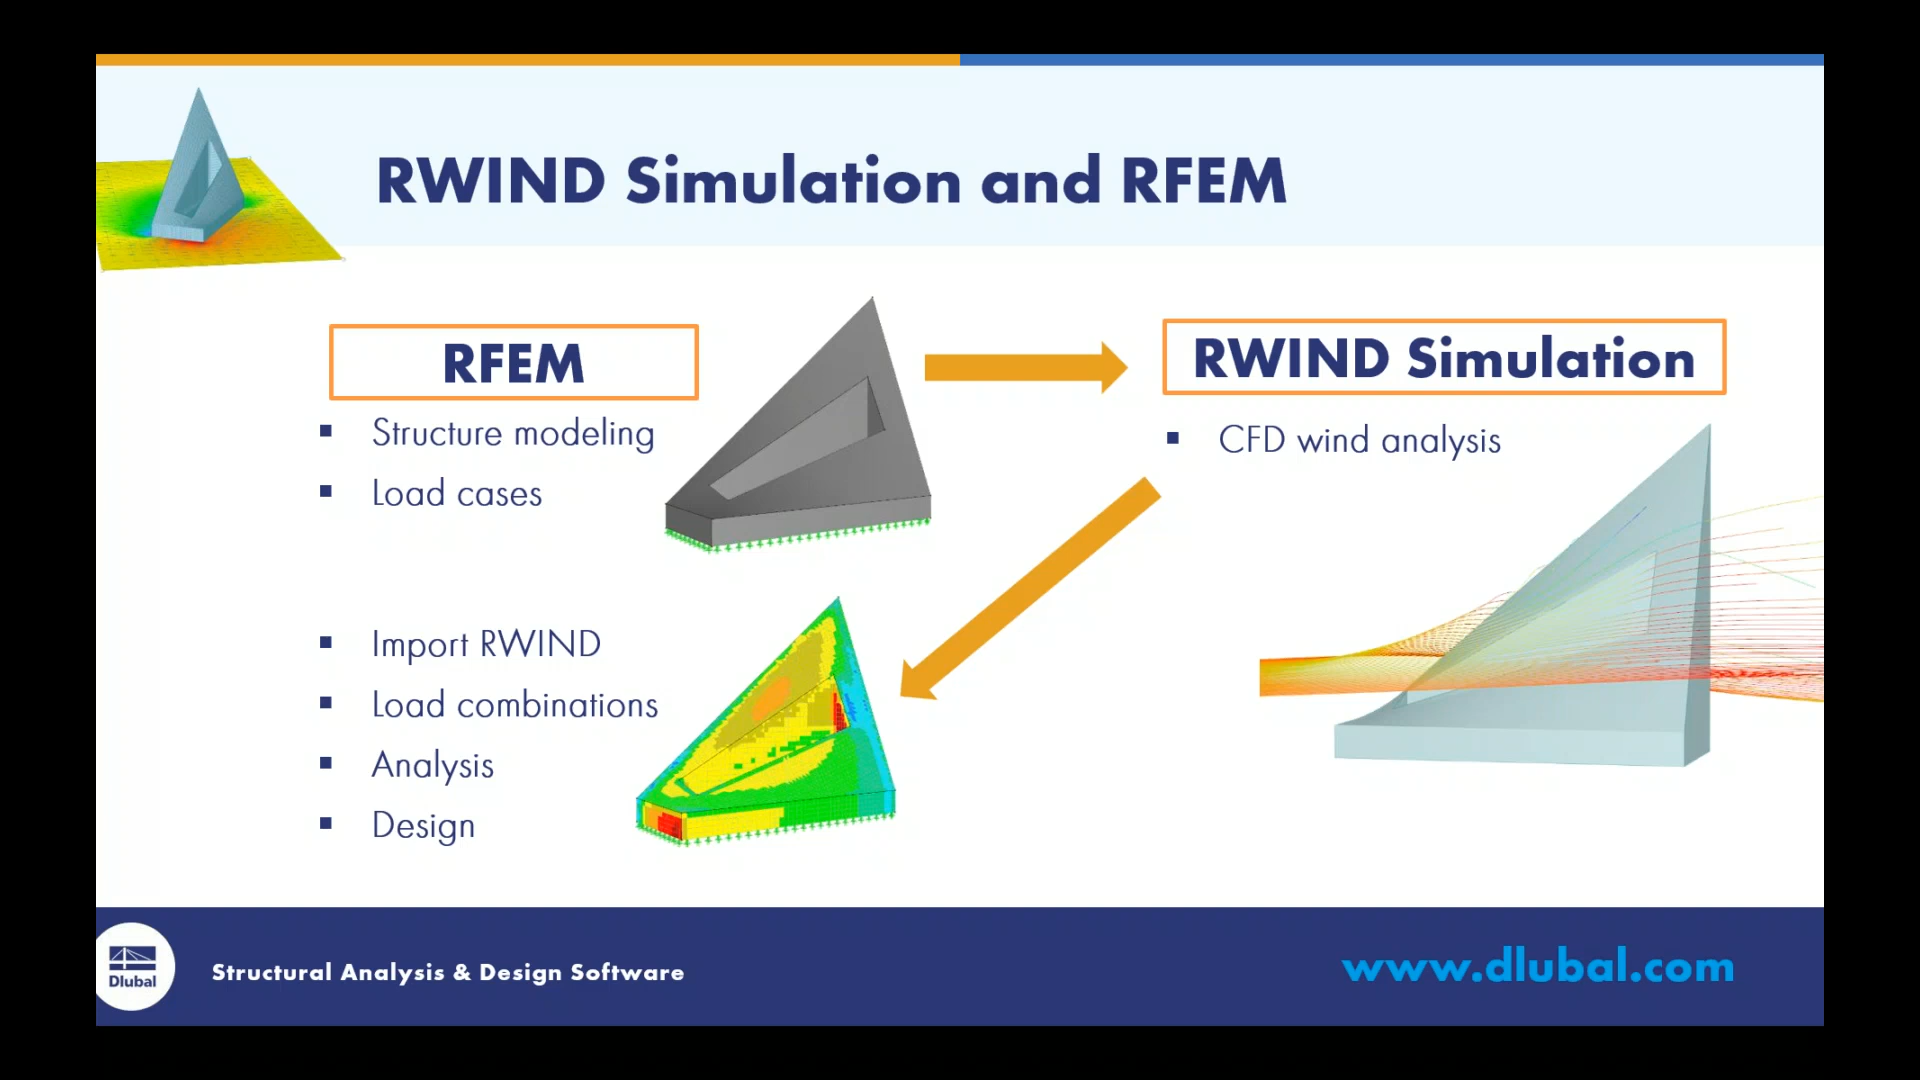 RWIND Simulation and RFEM
RFEM
▪ Structure modeling
▪ Load cases
▪ Import RWIND
▪ Load combinations
▪ Analysis
▪ Design
RWIND Simulation
▪ CFD wind analysis
Dlubal
Structural Analysis & Design Software
www.dlubal.com